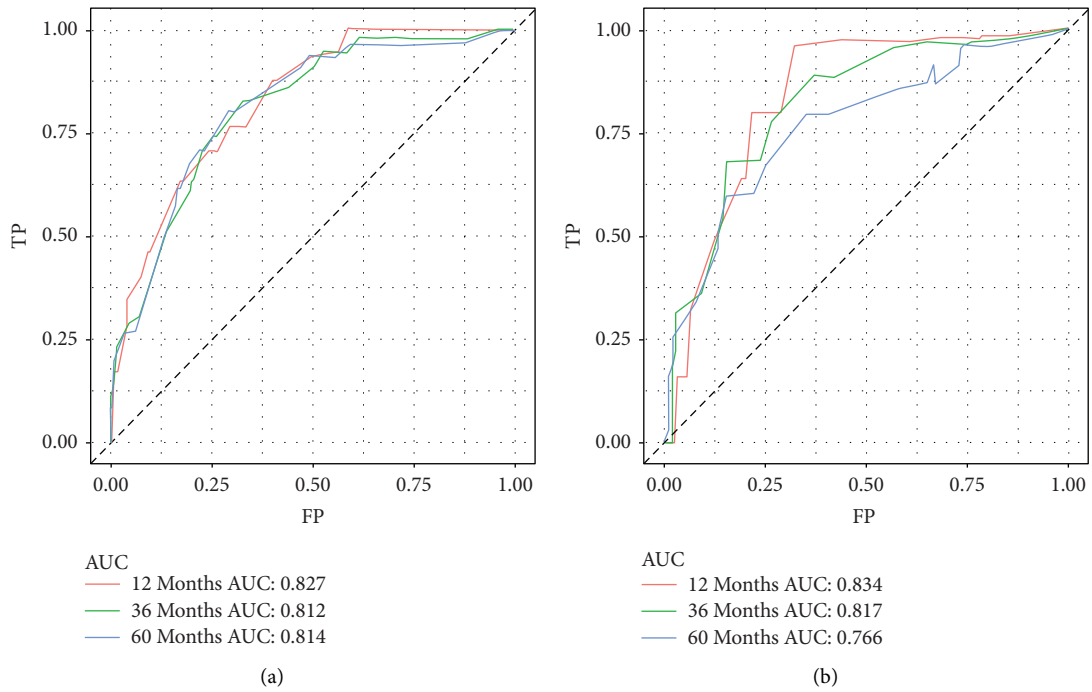 1.00
0.75
0.50
0.25
0.00
TP
0.00 0.25 0.50 0.75 1.00
FP
AUC
12 Months AUC: 0.827
36 Months AUC: 0.812
60 Months AUC: 0.814
(a)
1.00
0.75
0.50
0.25
0.00
TP
0.00 0.25 0.50 0.75 1.00
FP
AUC
12 Months AUC: 0.834
36 Months AUC: 0.817
60 Months AUC: 0.766
(b)